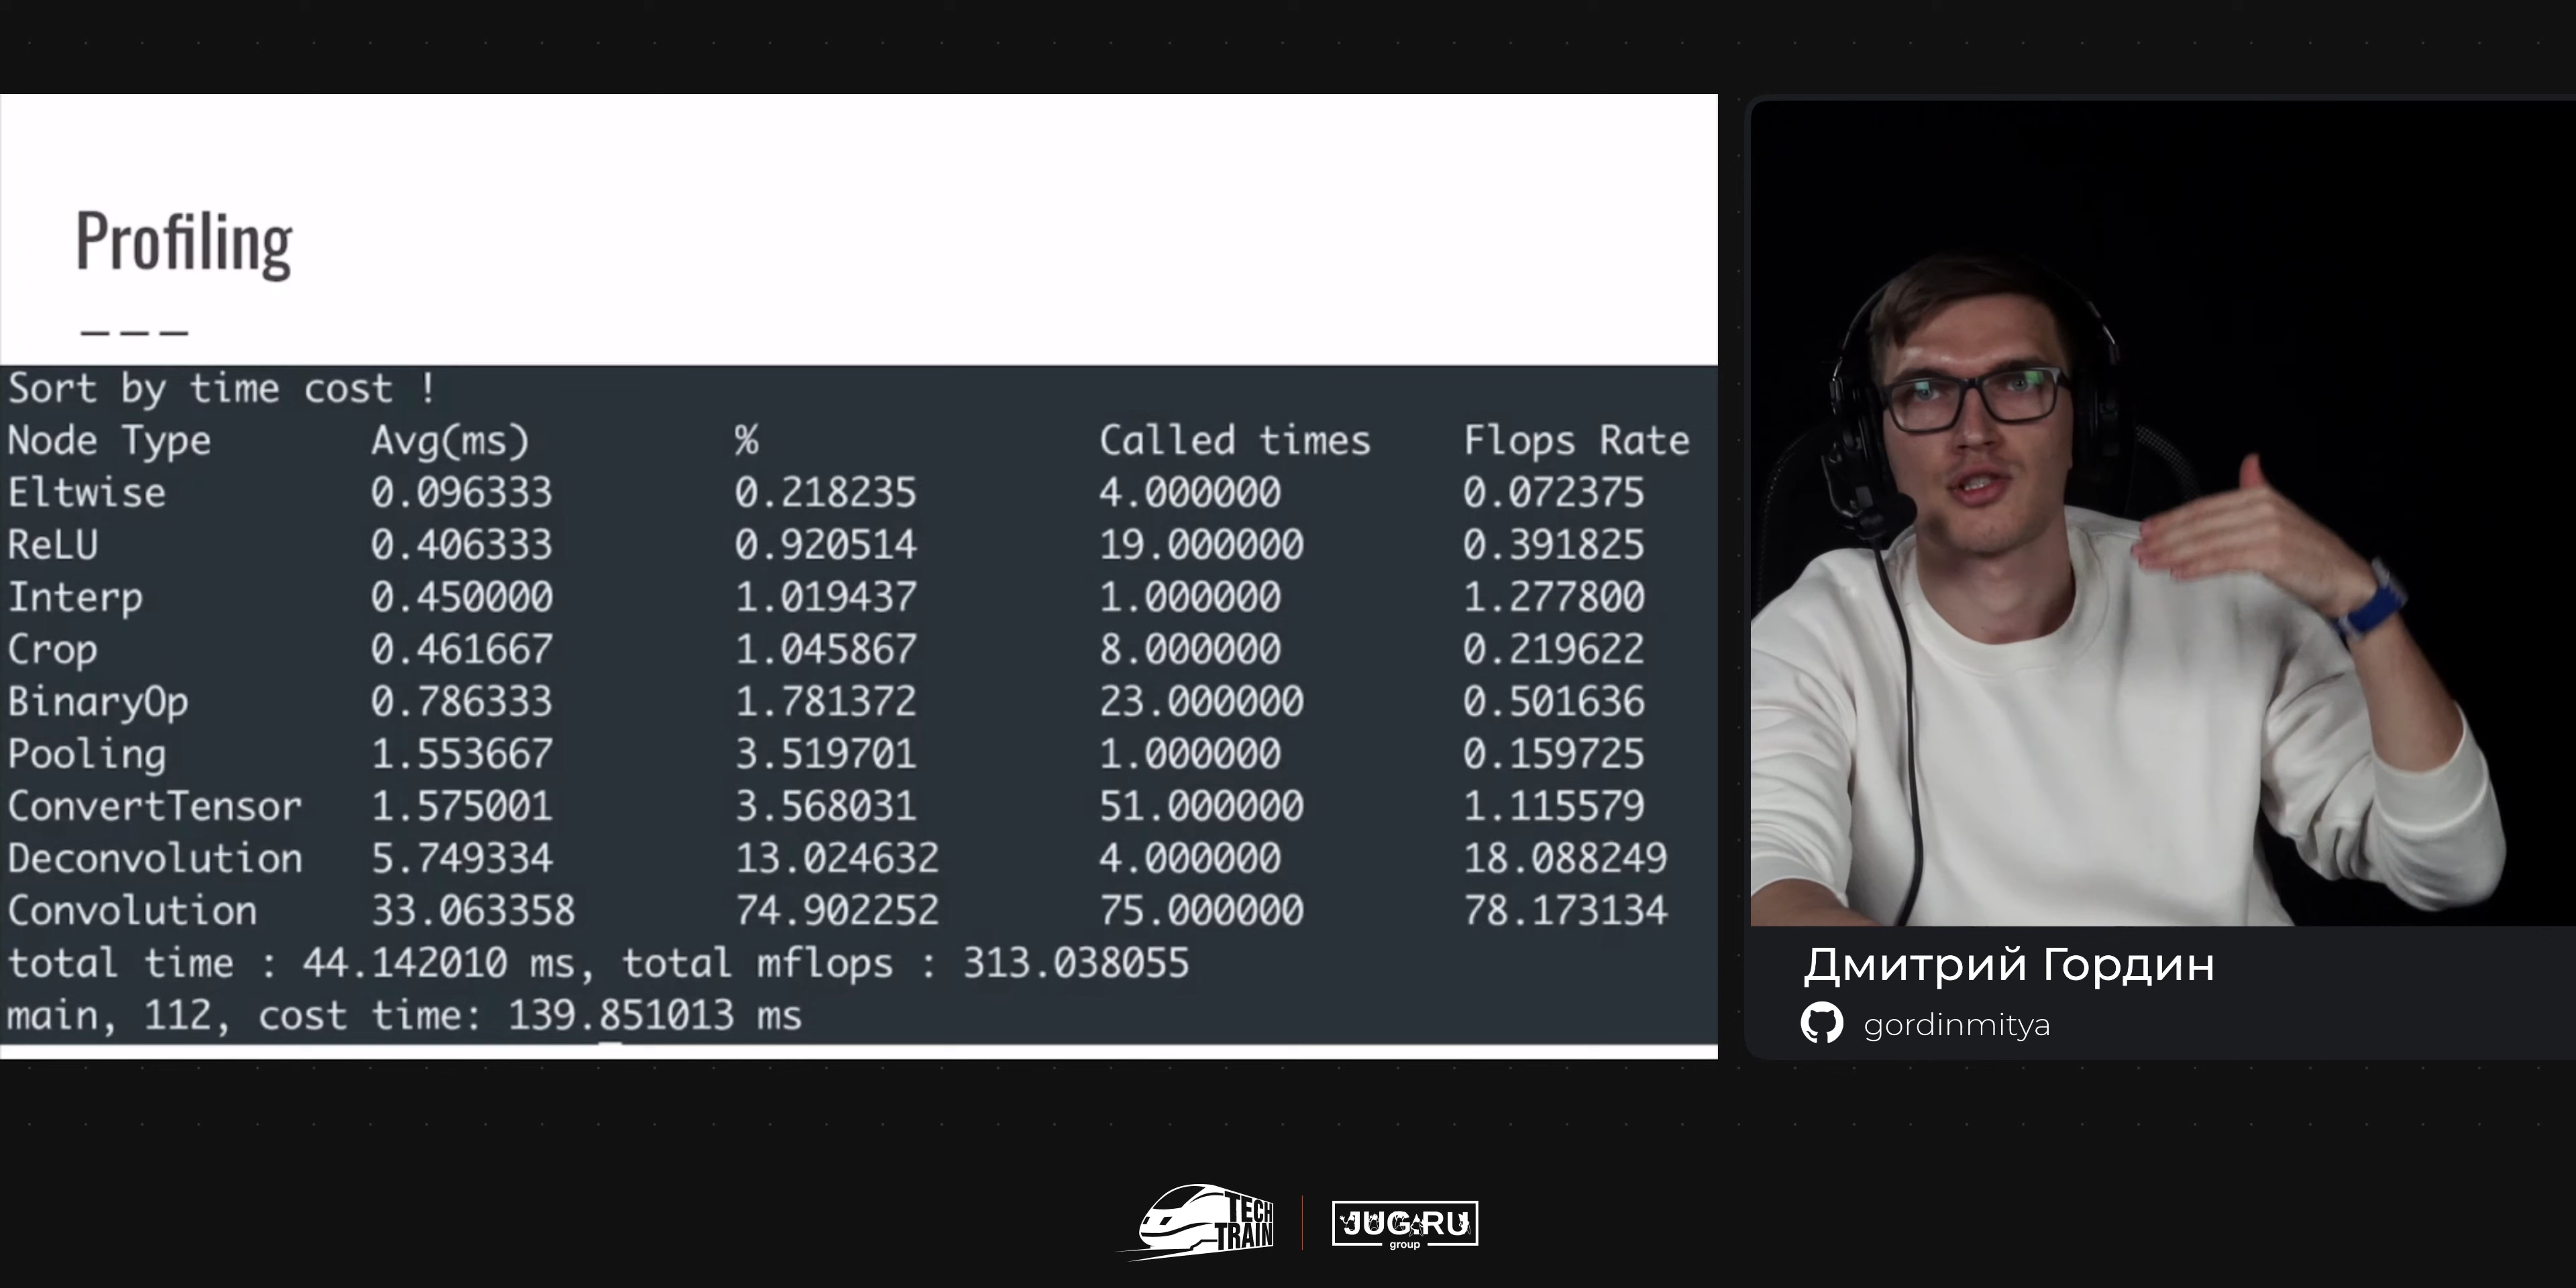 Profiling
Sort by time cost !
Node Type Avg(ms) % Called times Flops Rate
Eltwise 0.096333 0.218235 4.000000 0.072375
ReLU 0.406333 0.920514 19.000000 0.391825
Interp 0.450000 1.019437 1.000000 1.277800
Crop 0.461667 1.045867 8.000000 0.219622
BinaryOp 0.786333 1.781372 23.000000 0.501636
Pooling 1.553667 3.519701 1.000000 0.159725
ConvertTensor 1.575001 3.568031 51.000000 1.115579
Deconvolution 5.749334 13.024632 4.000000 18.088249
Convolution 33.063358 74.902252 75.000000 78.173134
total time : 44.142010 ms, total mflops : 313.038055
main, 112, cost time: 139.851013 ms
Дмитрий Гордин
gordinmitya
TECH
TRAIN
JUG.RU
group